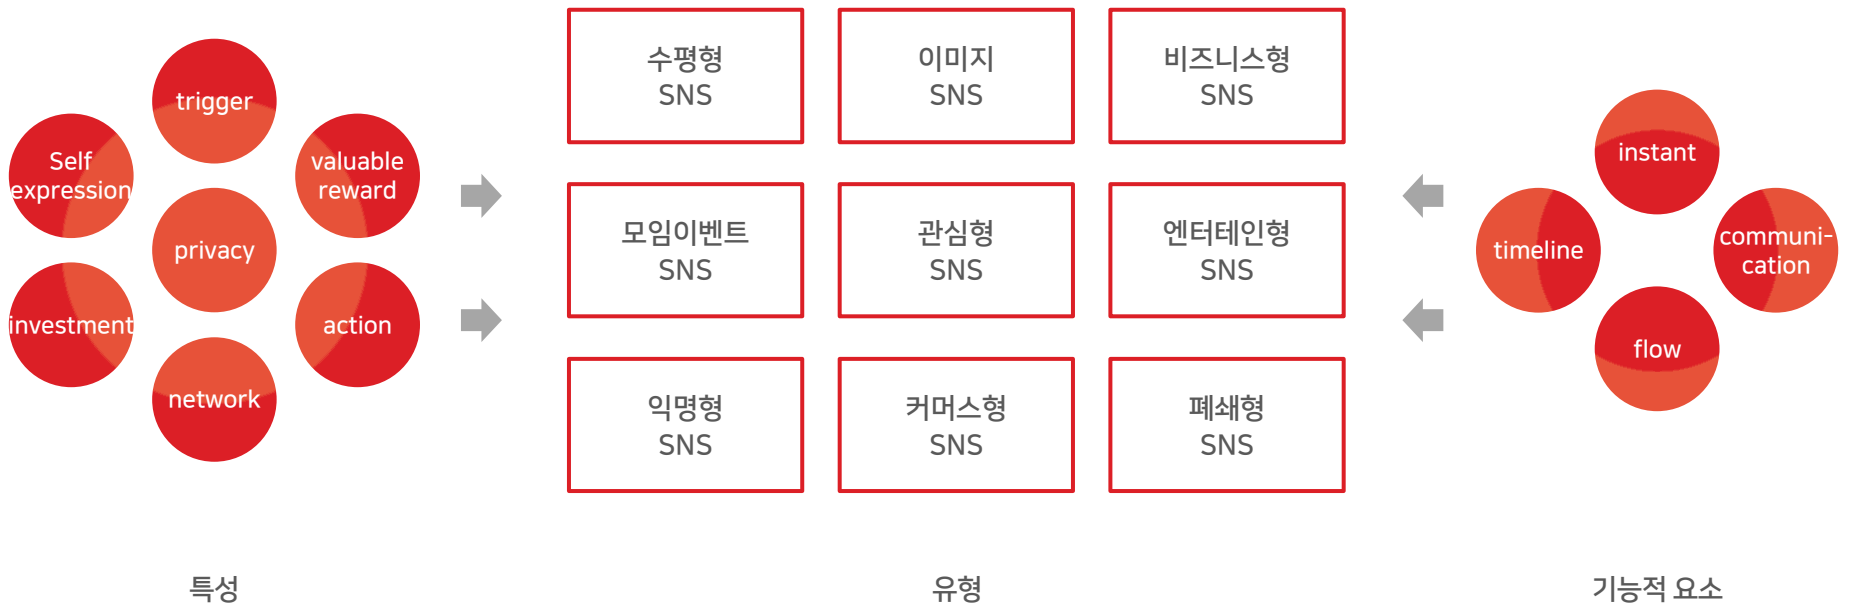 trigger
Self
expression
valuable
reward
privacy
investment
action
network
수평형
SNS
이미지
SNS
비즈니스형
SNS
모임이벤트
SNS
관심형
SNS
엔터테인형
SNS
익명형
SNS
커머스형
SNS
폐쇄형
SNS
instant
timeline
communi-
cation
flow
특성
유형
기능적 요소